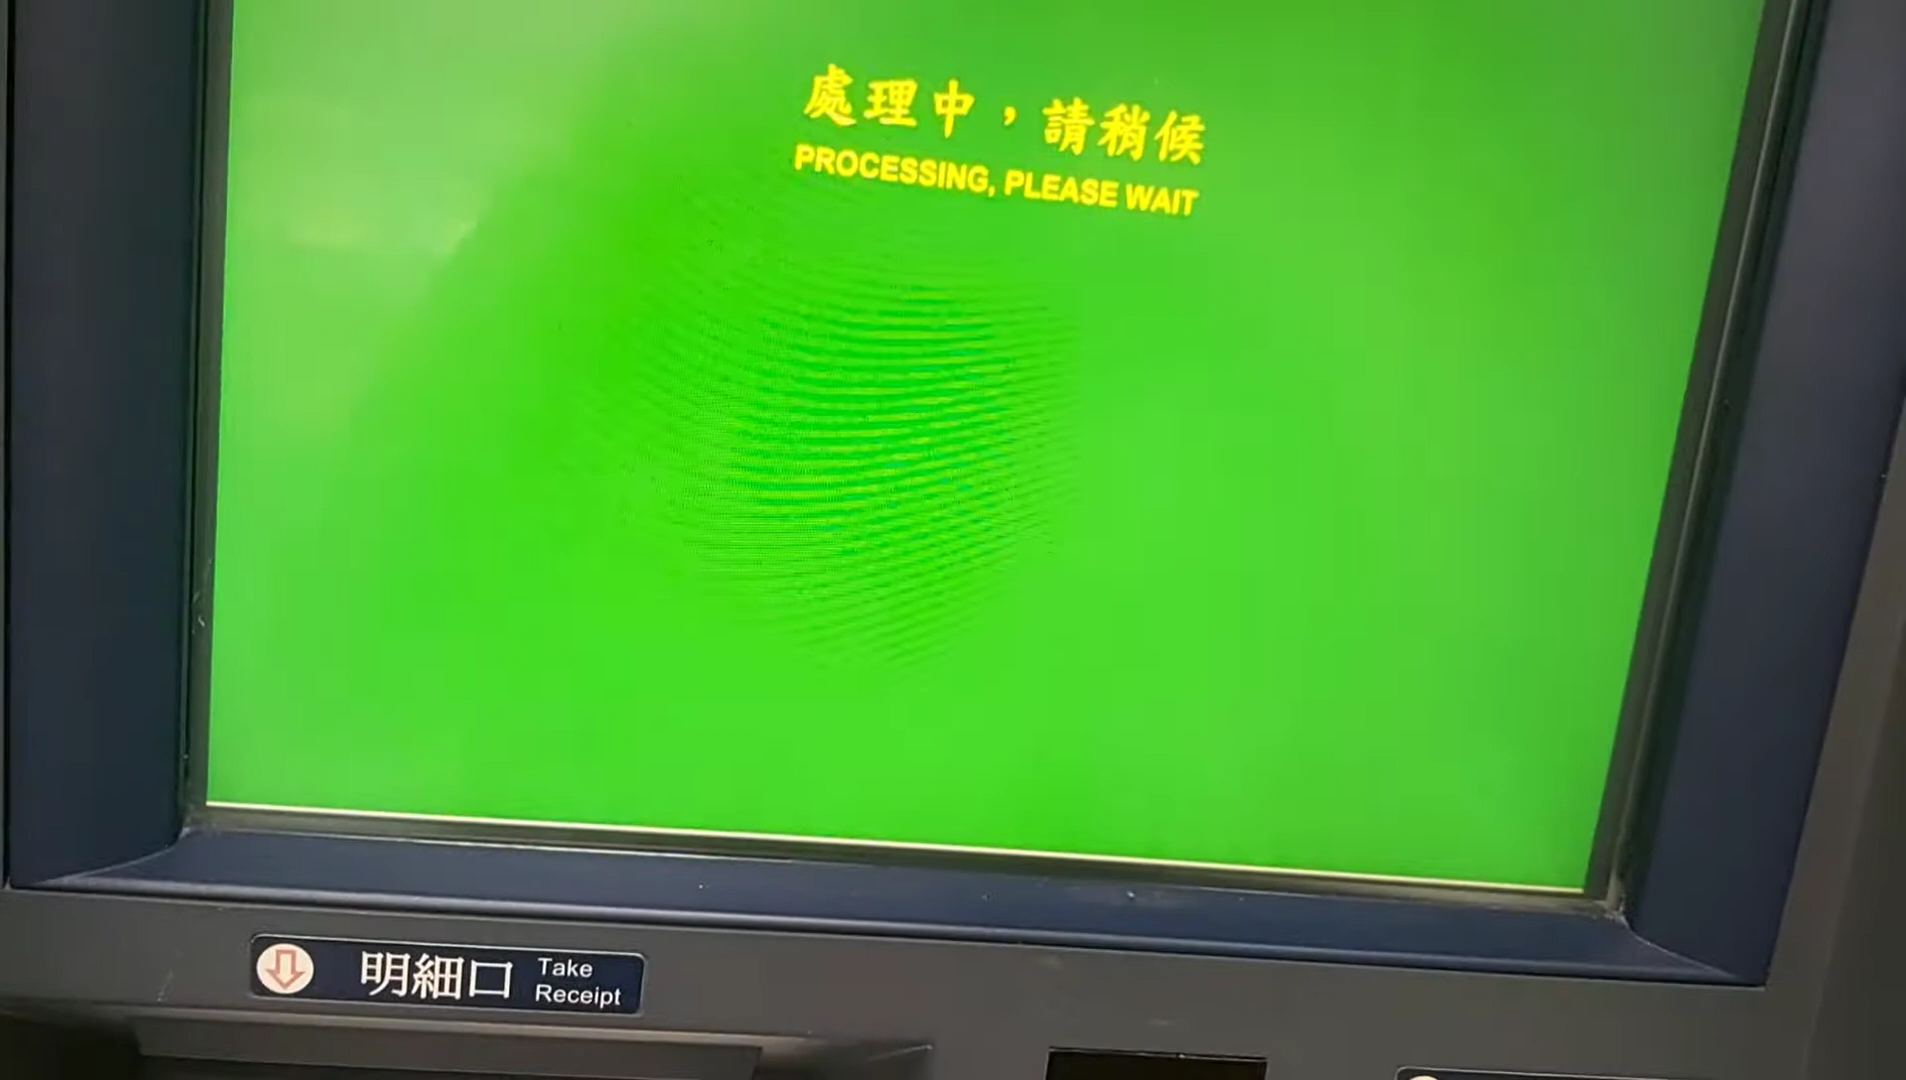 處理中，請稍候
PROCESSING, PLEASE WAIT
明細口
Take
Receipt